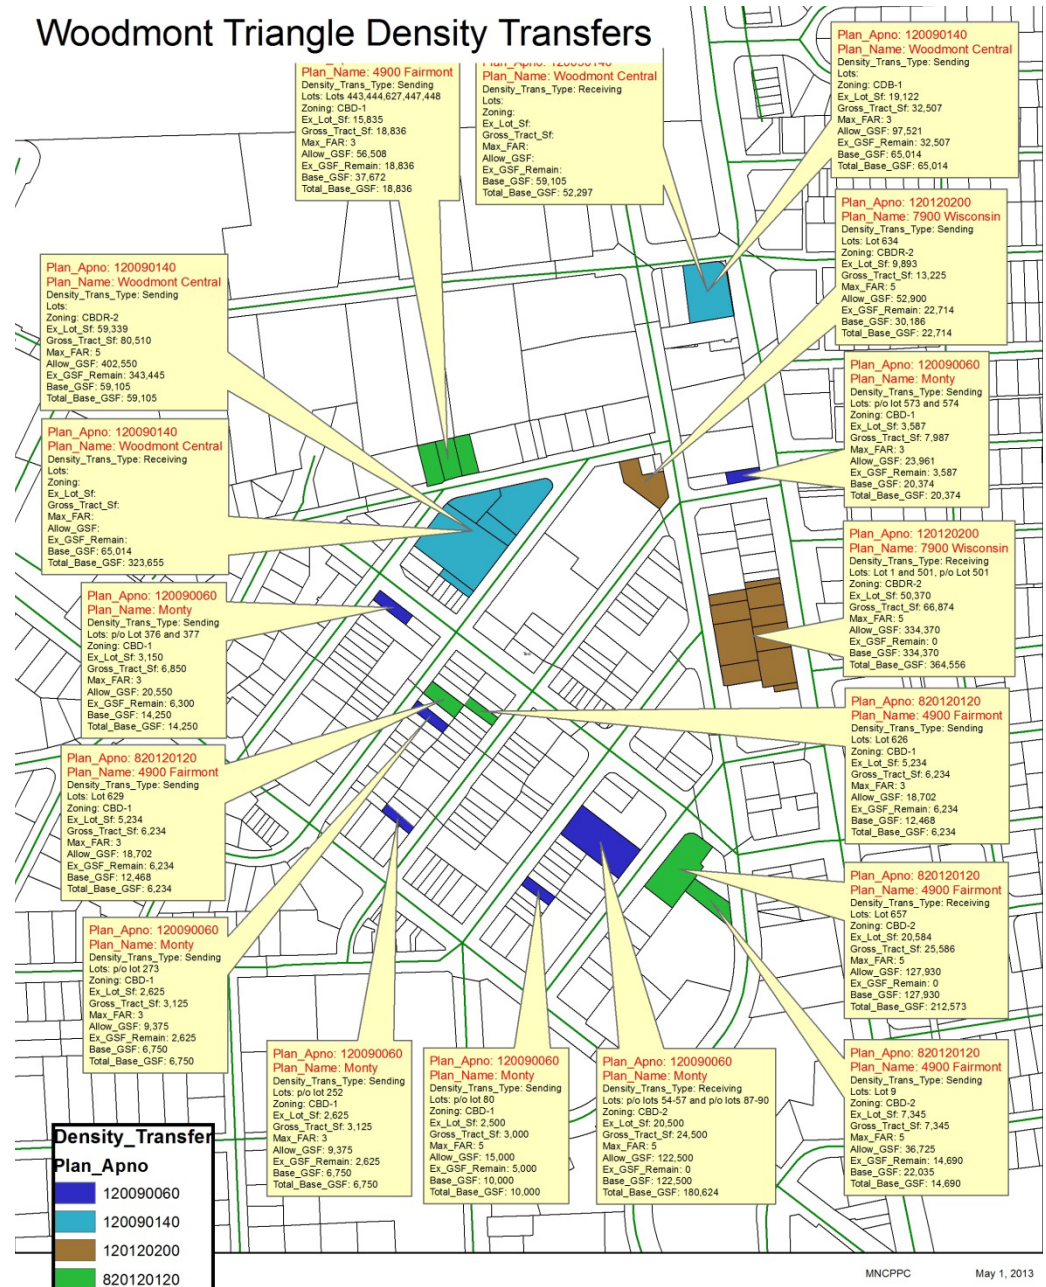 Woodmont Triangle Density Transfers
Plan_Name: 4900 Fairmont
Density_Trans_Type: Sending
Lots: Lots 443,444,627,447,448
Zoning: CBD-1
Ex_Lot_Sf: 15,835
Gross_Tract_Sf: 18,836
Max_FAR: 3
Allow_GSF: 56,508
Ex_GSF_Remain: 18,836
Base_GSF: 37,672
Total_Base_GSF: 18,836
Plan_Apno: 120090140
Plan_Name: Woodmont Central
Density_Trans_Type: Receiving
Lots:
Zoning:
Ex_Lot_Sf:
Gross_Tract_Sf:
Max_FAR:
Allow_GSF:
Ex_GSF_Remain:
Base_GSF: 59,105
Total_Base_GSF: 52,297
Plan_Apno: 120090140
Plan_Name: Woodmont Central
Density_Trans_Type: Sending
Lots:
Zoning: CDB-1
Ex_Lot_Sf: 19,122
Gross_Tract_Sf: 32,507
Max_FAR: 3
Allow_GSF: 97,521
Ex_GSF_Remain: 32,507
Base_GSF: 65,014
Total_Base_GSF: 65,014
Plan_Apno: 120120200
Plan_Name: 7900 Wisconsin
Density_Trans_Type: Sending
Lots: Lot 634
Zoning: CBDR-2
Ex_Lot_Sf: 9,893
Gross_Tract_Sf: 13,225
Max_FAR: 5
Allow_GSF: 52,900
Ex_GSF_Remain: 22,714
Base_GSF: 30,186
Total_Base_GSF: 22,714
Plan_Apno: 120090140
Plan_Name: Woodmont Central
Density_Trans_Type: Sending
Lots:
Zoning: CBDR-2
Ex_Lot_Sf: 59,339
Gross_Tract_Sf: 80,510
Max_FAR: 5
Allow_GSF: 402,550
Ex_GSF_Remain: 343,445
Base_GSF: 59,105
Total_Base_GSF: 59,105
Plan_Apno: 120090060
Plan_Name: Monty
Density_Trans_Type: Sending
Lots: p/o lot 573 and 574
Zoning: CBD-1
Ex_Lot_Sf: 3,587
Gross_Tract_Sf: 7,987
Max_FAR: 3
Allow_GSF: 23,961
Ex_GSF_Remain: 3,587
Base_GSF: 20,374
Total_Base_GSF: 20,374
Plan_Apno: 120090140
Plan_Name: Woodmont Central
Density_Trans_Type: Receiving
Lots:
Zoning:
Ex_Lot_Sf:
Gross_Tract_Sf:
Max_FAR:
Allow_GSF:
Ex_GSF_Remain:
Base_GSF: 65,014
Total_Base_GSF: 323,655
Plan_Apno: 120120200
Plan_Name: 7900 Wisconsin
Density_Trans_Type: Receiving
Lots: Lot 1 and 501, p/o Lot 501
Zoning: CBDR-2
Ex_Lot_Sf: 50,370
Gross_Tract_Sf: 66,874
Max_FAR: 5
Allow_GSF: 334,370
Ex_GSF_Remain: 0
Base_GSF: 334,370
Total_Base_GSF: 364,556
Plan_Apno: 120090060
Plan_Name: Monty
Density_Trans_Type: Sending
Lots: p/o Lot 376 and 377
Zoning: CBD-1
Ex_Lot_Sf: 3,150
Gross_Tract_Sf: 6,850
Max_FAR: 3
Allow_GSF: 20,550
Ex_GSF_Remain: 6,300
Base_GSF: 14,250
Total_Base_GSF: 14,250
Plan_Apno: 820120120
Plan_Name: 4900 Fairmont
Density_Trans_Type: Sending
Lots: Lot 626
Zoning: CBD-1
Ex_Lot_Sf: 5,234
Gross_Tract_Sf: 6,234
Max_FAR: 3
Allow_GSF: 18,702
Ex_GSF_Remain: 6,234
Base_GSF: 12,468
Total_Base_GSF: 6,234
Plan_Apno: 820120120
Plan_Name: 4900 Fairmont
Density_Trans_Type: Sending
Lots: Lot 629
Zoning: CBD-1
Ex_Lot_Sf: 5,234
Gross_Tract_Sf: 6,234
Max_FAR: 3
Allow_GSF: 18,702
Ex_GSF_Remain: 6,234
Base_GSF: 12,468
Total_Base_GSF: 6,234
Plan_Apno: 820120120
Plan_Name: 4900 Fairmont
Density_Trans_Type: Receiving
Lots: Lot 657
Zoning: CBD-2
Ex_Lot_Sf: 20,584
Gross_Tract_Sf: 25,586
Max_FAR: 5
Allow_GSF: 127,930
Ex_GSF_Remain: 0
Base_GSF: 127,930
Total_Base_GSF: 212,573
Plan_Apno: 120090060
Plan_Name: Monty
Density_Trans_Type: Sending
Lots: p/o lot 273
Zoning: CBD-1
Ex_Lot_Sf: 2,625
Gross_Tract_Sf: 3,125
Max_FAR: 3
Allow_GSF: 9,375
Ex_GSF_Remain: 2,625
Base_GSF: 6,750
Total_Base_GSF: 6,750
Plan_Apno: 120090060
Plan_Name: Monty
Density_Trans_Type: Sending
Lots: p/o lot 252
Zoning: CBD-1
Ex_Lot_Sf: 2,625
Gross_Tract_Sf: 3,125
Max_FAR: 3
Allow_GSF: 9,375
Ex_GSF_Remain: 2,625
Base_GSF: 6,750
Total_Base_GSF: 6,750
Plan_Apno: 120090060
Plan_Name: Monty
Density_Trans_Type: Sending
Lots: p/o lot 80
Zoning: CBD-1
Ex_Lot_Sf: 2,500
Gross_Tract_Sf: 3,000
Max_FAR: 5
Allow_GSF: 15,000
Ex_GSF_Remain: 5,000
Base_GSF: 10,000
Total_Base_GSF: 10,000
Plan_Apno: 120090060
Plan_Name: Monty
Density_Trans_Type: Receiving
Lots: p/o lots 54-57 and p/o lots 87-90
Zoning: CBD-2
Ex_Lot_Sf: 20,500
Gross_Tract_Sf: 24,500
Max_FAR: 5
Allow_GSF: 122,500
Ex_GSF_Remain: 0
Base_GSF: 122,500
Total_Base_GSF: 180,624
Plan_Apno: 820120120
Plan_Name: 4900 Fairmont
Density_Trans_Type: Sending
Lots: Lot 9
Zoning: CBD-2
Ex_Lot_Sf: 7,345
Gross_Tract_Sf: 7,345
Max_FAR: 5
Allow_GSF: 36,725
Ex_GSF_Remain: 14,690
Base_GSF: 22,035
Total_Base_GSF: 14,690
Density_Transfer
Plan_Apno
120090060
120090140
120120200
820120120
MNCPPC May 1, 2013